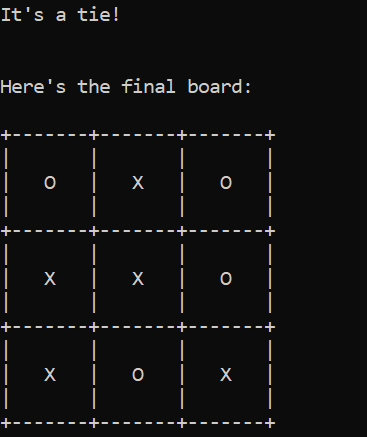 It's a tie!
Here's the final board:
+-------+-------+-------+
|       |       |       |
|   O   |   X   |   O   |
|       |       |       |
+-------+-------+-------+
|       |       |       |
|   X   |   X   |   O   |
|       |       |       |
+-------+-------+-------+
|       |       |       |
|   X   |   O   |   X   |
|       |       |       |
+-------+-------+-------+